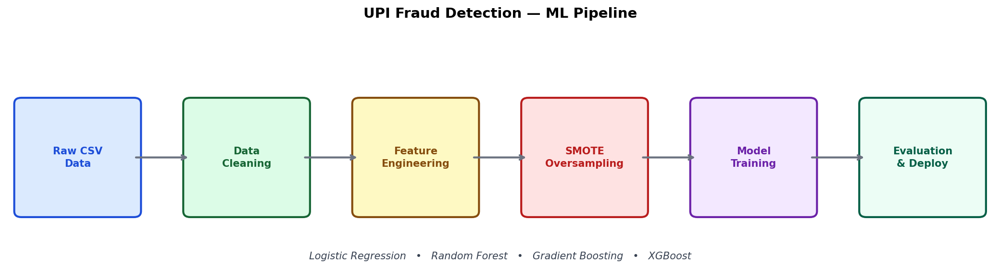 UPI Fraud Detection — ML Pipeline
Raw CSV
Data
Data
Cleaning
Feature
Engineering
SMOTE
Oversampling
Model
Training
Evaluation
& Deploy
Logistic Regression • Random Forest • Gradient Boosting • XGBoost